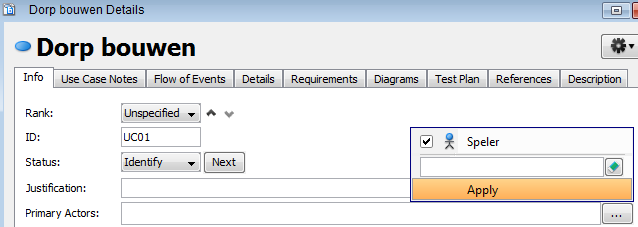 Dorp bouwen Details
Dorp bouwen
Info Use Case Notes Flow of Events Details Requirements Diagrams Test Plan References Description
Rank: Unspecified
ID: UC01
Speler
Status: Identify Next
Justification:
Apply
Primary Actors: ...